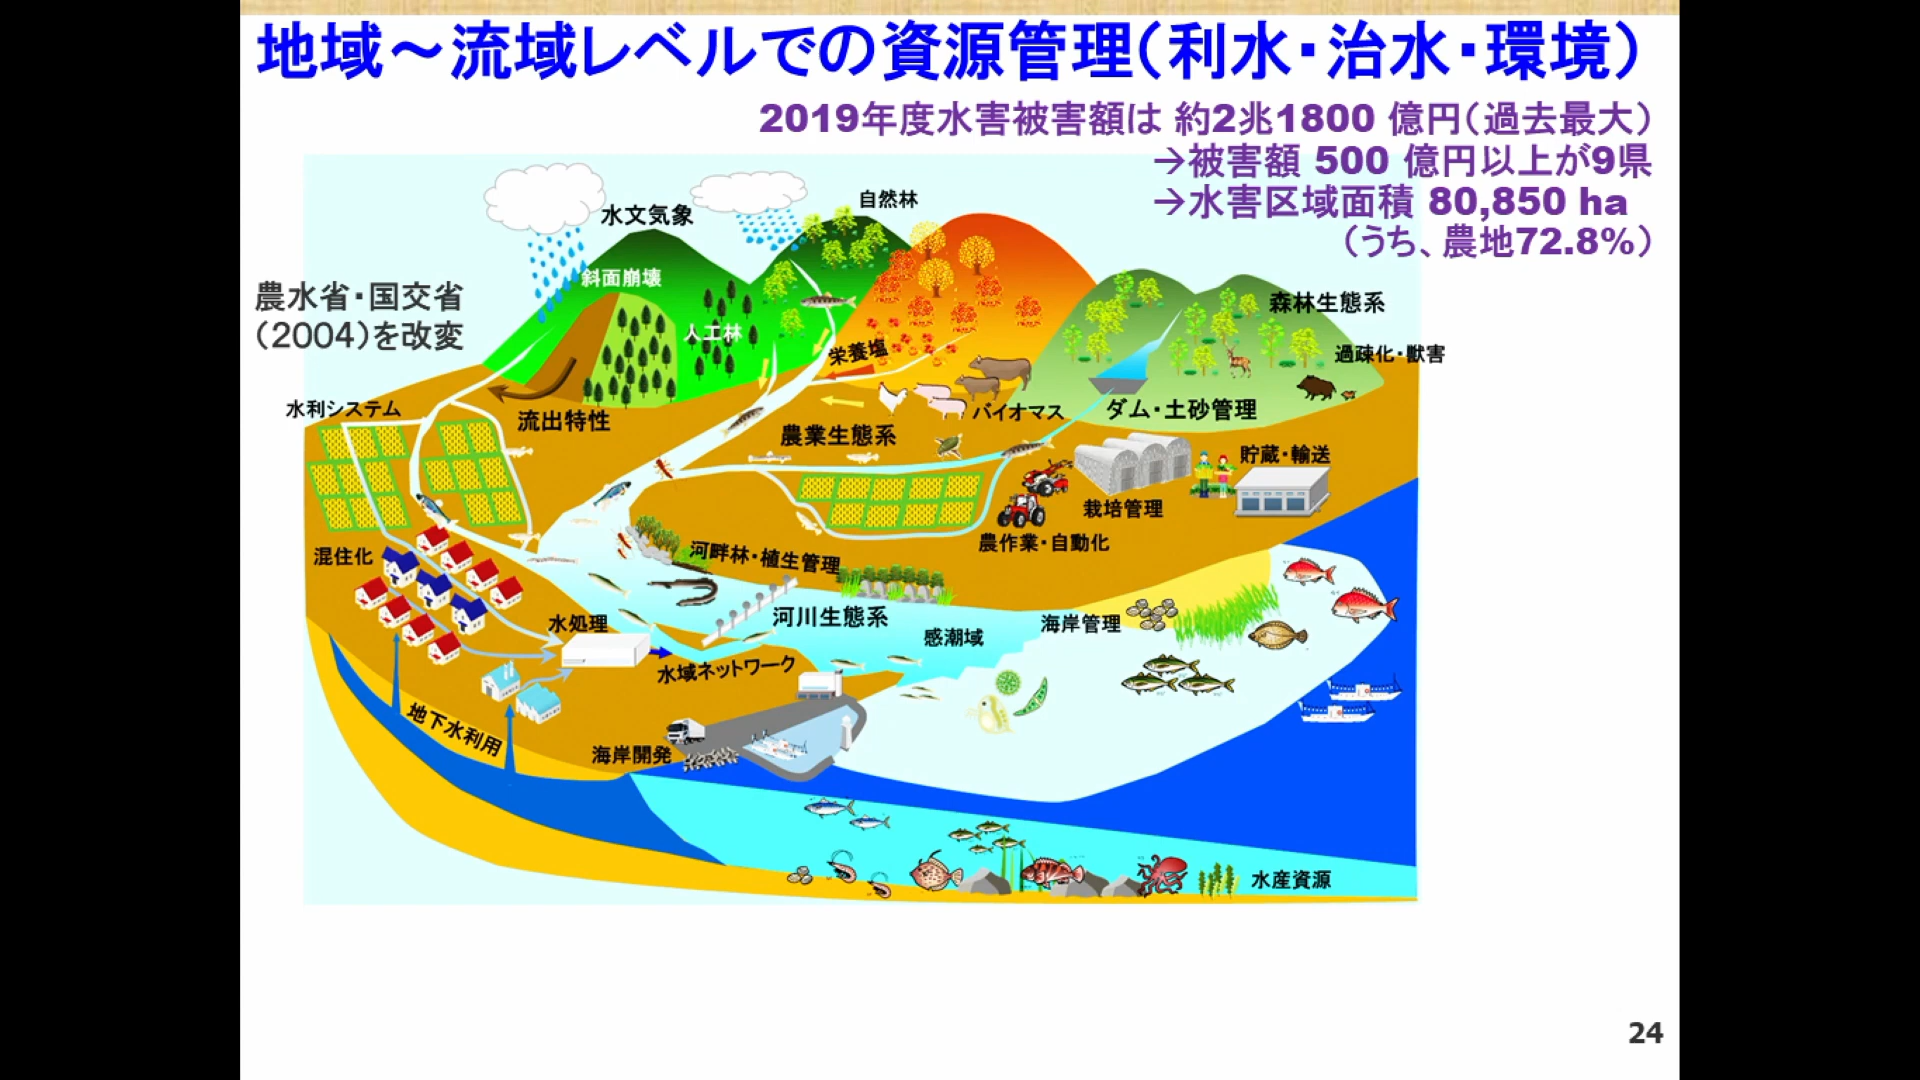 地域～流域レベルでの資源管理（利水・治水・環境）
2019年度水害被害額は 約2兆1800 億円（過去最大）
→被害額 500 億円以上が9県
→水害区域面積 80,850 ha
（うち、農地72.8%）
農水省・国交省
（2004）を改変
自然林
水文気象
斜面崩壊
人工林
森林生態系
栄養塩
過疎化・獣害
水利システム
流出特性
バイオマス
ダム・土砂管理
農業生態系
貯蔵・輸送
栽培管理
農作業・自動化
混住化
河畔林・植生管理
水処理
河川生態系
海岸管理
感潮域
水域ネットワーク
地下水利用
海岸開発
水産資源
24